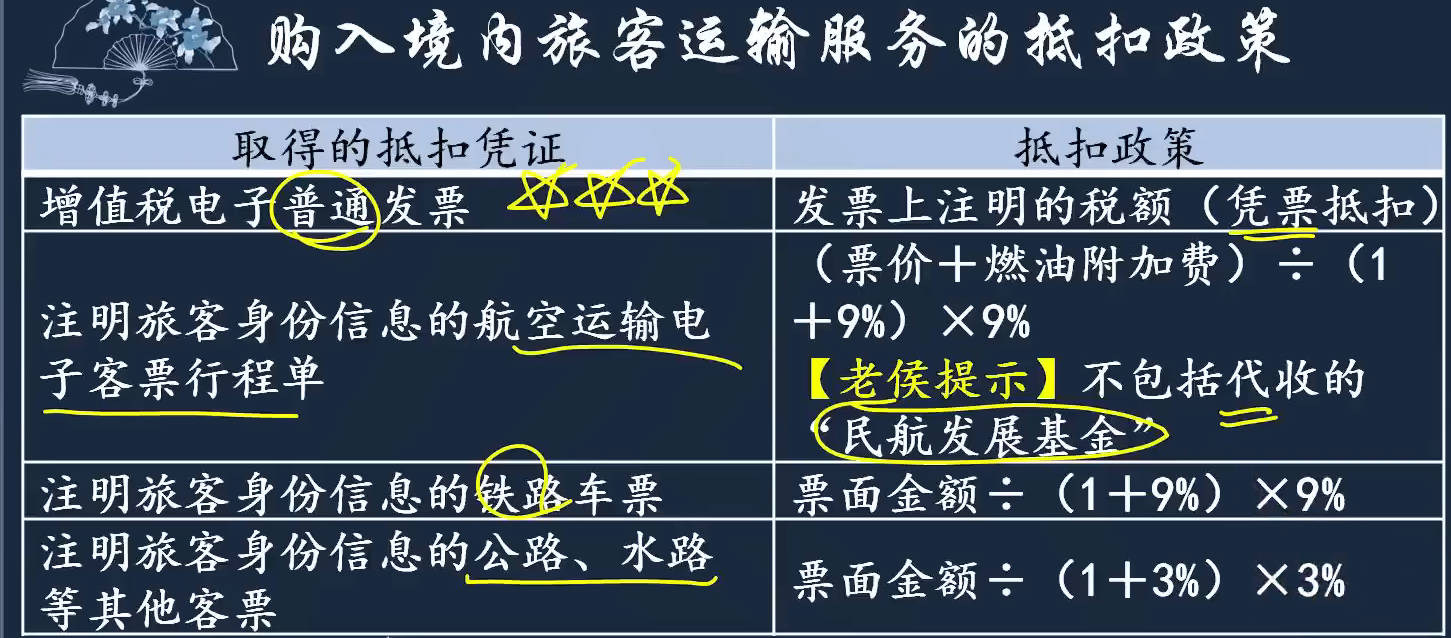 购入境内旅客运输服务的抵扣政策
取得的抵扣凭证
抵扣政策
增值税电子普通发票
发票上注明的税额（凭票抵扣）
注明旅客身份信息的航空运输电
子客票行程单
（票价＋燃油附加费）÷（1
＋9%）×9%
【老侯提示】不包括代收的
“民航发展基金”
注明旅客身份信息的铁路车票
票面金额÷（1＋9%）×9%
注明旅客身份信息的公路、水路
等其他客票
票面金额÷（1＋3%）×3%